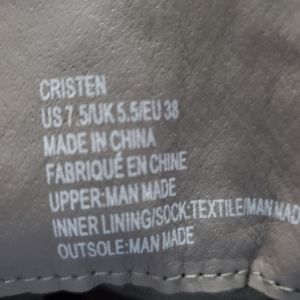 CRISTEN
US 7.5/UK 5.5/EU 38
MADE IN CHINA
FABRIQUÉ EN CHINE
UPPER:MAN MADE
INNER LINING/SOCK:TEXTILE/MAN MAD
OUTSOLE:MAN MADE